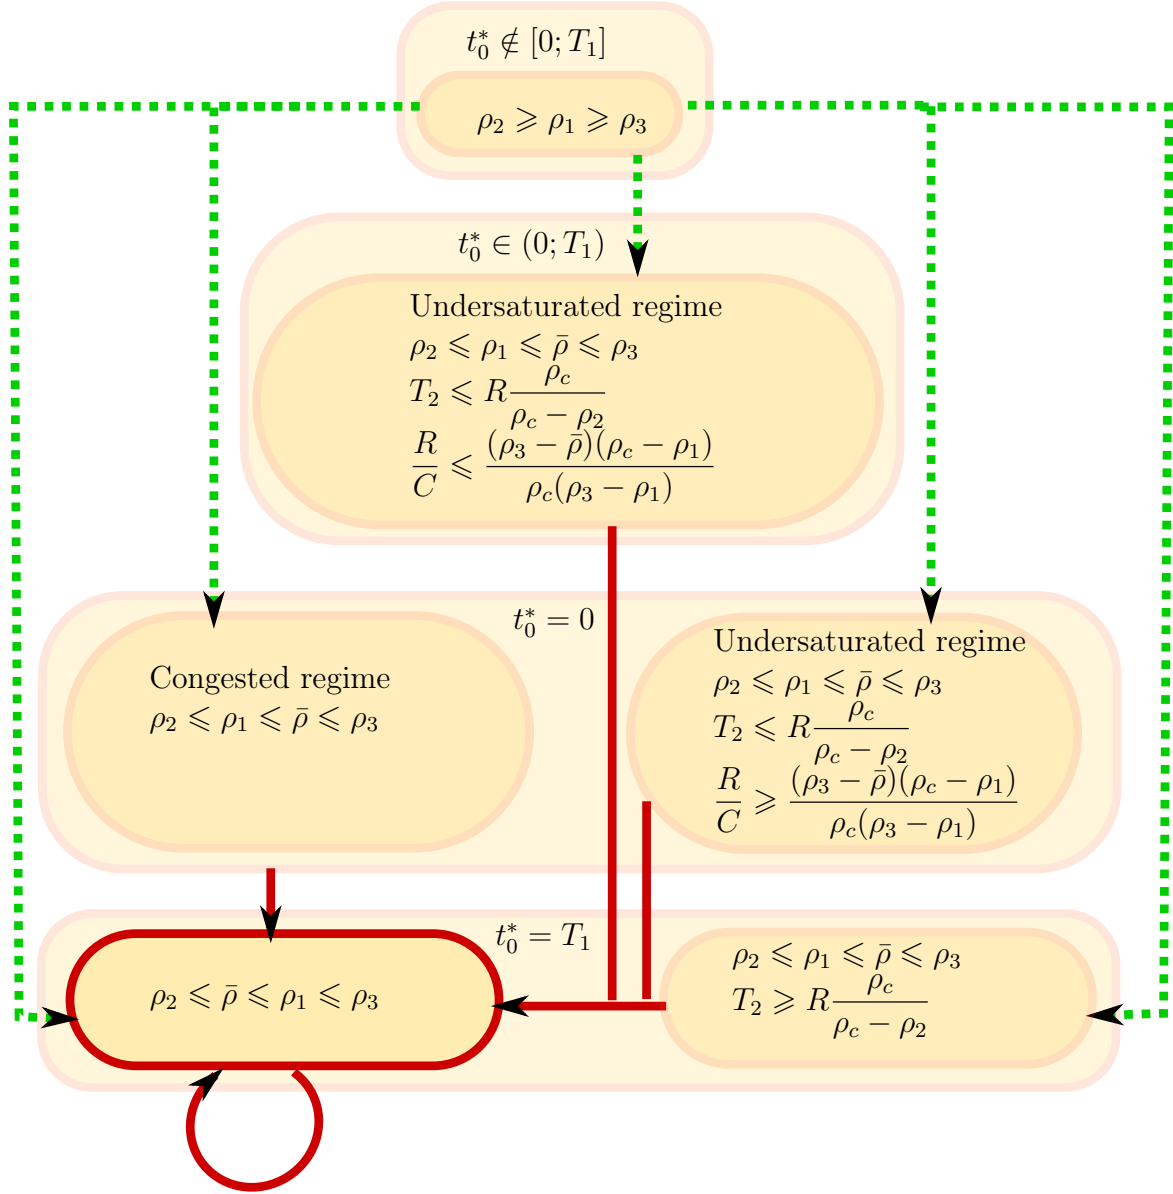 t₀* ∉ [0; T₁]
ρ₂ ⩾ ρ₁ ⩾ ρ₃
t₀* ∈ (0; T₁)
Undersaturated regime
ρ₂ ⩽ ρ₁ ⩽ ρ̄ ⩽ ρ₃
T₂ ⩽ R ρ_c / (ρ_c − ρ₂)
R/C ⩽ (ρ₃ − ρ̄)(ρ_c − ρ₁) / ρ_c(ρ₃ − ρ₁)
t₀* = 0
Congested regime
ρ₂ ⩽ ρ₁ ⩽ ρ̄ ⩽ ρ₃
Undersaturated regime
ρ₂ ⩽ ρ₁ ⩽ ρ̄ ⩽ ρ₃
T₂ ⩽ R ρ_c / (ρ_c − ρ₂)
R/C ⩾ (ρ₃ − ρ̄)(ρ_c − ρ₁) / ρ_c(ρ₃ − ρ₁)
t₀* = T₁
ρ₂ ⩽ ρ̄ ⩽ ρ₁ ⩽ ρ₃
ρ₂ ⩽ ρ₁ ⩽ ρ̄ ⩽ ρ₃
T₂ ⩾ R ρ_c / (ρ_c − ρ₂)